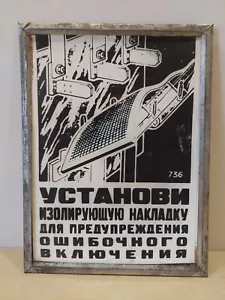 736
УСТАНОВИ
ИЗОЛИРУЮЩУЮ НАКЛАДКУ
ДЛЯ ПРЕДУПРЕЖДЕНИЯ
ОШИБОЧНОГО
ВКЛЮЧЕНИЯ